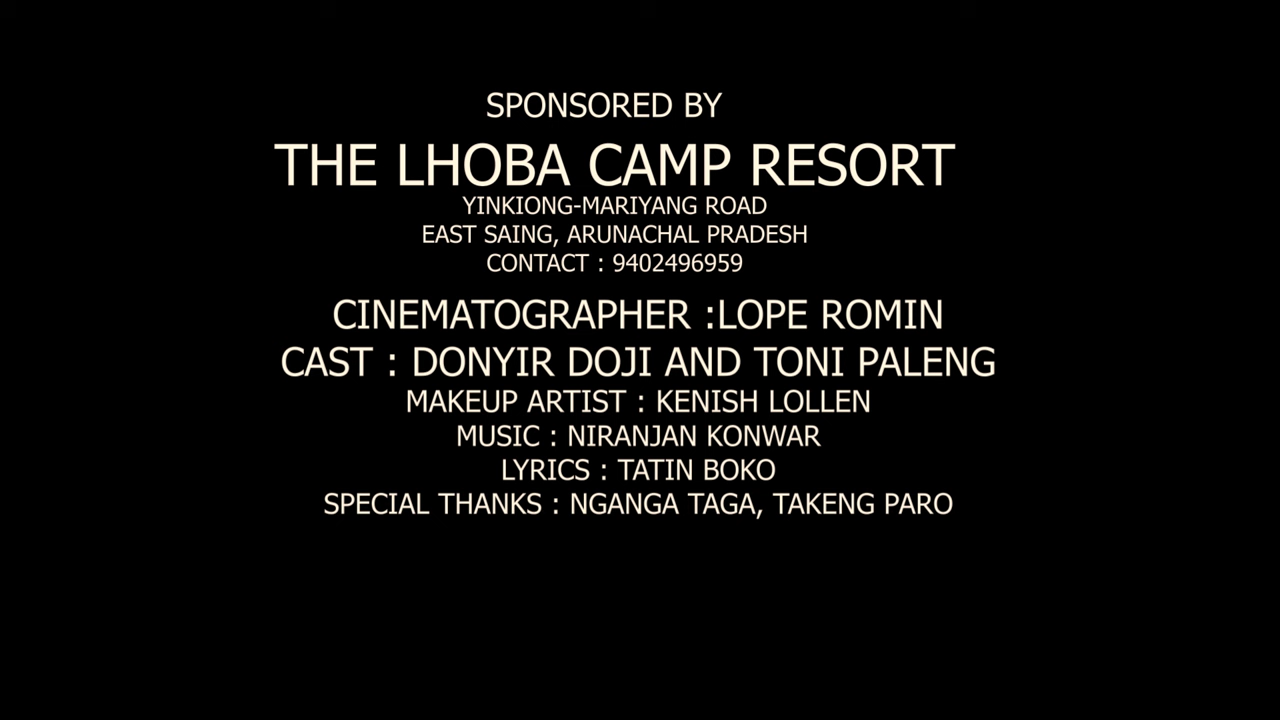 SPONSORED BY
THE LHOBA CAMP RESORT
YINKIONG-MARIYANG ROAD
EAST SAING, ARUNACHAL PRADESH
CONTACT : 9402496959
CINEMATOGRAPHER :LOPE ROMIN
CAST : DONYIR DOJI AND TONI PALENG
MAKEUP ARTIST : KENISH LOLLEN
MUSIC : NIRANJAN KONWAR
LYRICS : TATIN BOKO
SPECIAL THANKS : NGANGA TAGA, TAKENG PARO